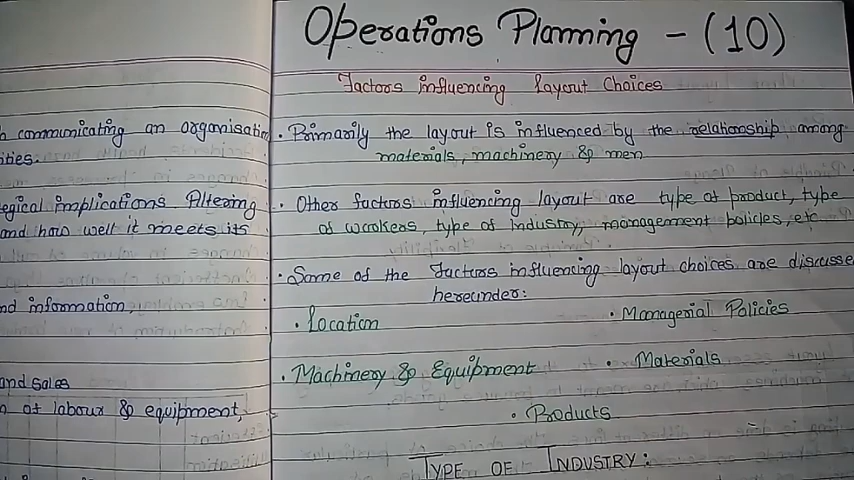 communicating an organisation
ities.
egical implications Altering
and how well it meets its
nd information,
and sales
of labour & equipment,
Operations Planning - (10)
Factors influencing Layout Choices
• Primarily the layout is influenced by the relationship among
materials, machinery & men
• Other factors influencing layout are type of product, type
of workers, type of Industry, management policies, etc
• Some of the Factors influencing layout choices are discusse
hereunder:
• Location
• Managerial Policies
• Machinery & Equipment
• Materials
• Products
TYPE OF INDUSTRY: